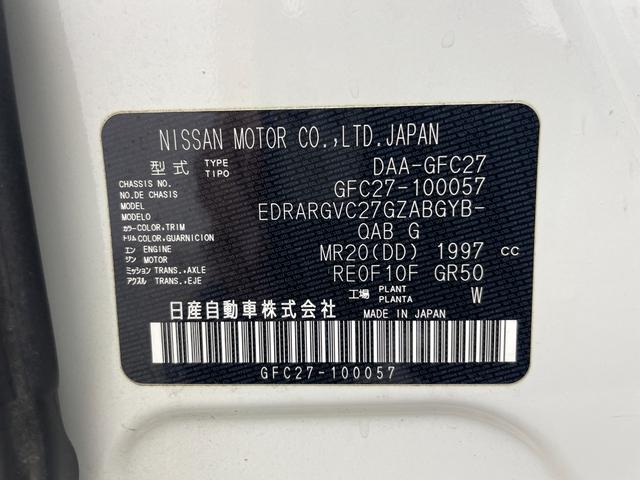 NISSAN MOTOR CO.,LTD.JAPAN
型式 TYPE TIPO DAA-GFC27
CHASSIS NO. NO.DE CHASIS GFC27-100057
MODEL MODELO EDRARGVC27GZABGYB-
カラー COLOR,TRIM トリム COLOR,GUARNICION QAB G
エン ENGINE ジン MOTOR MR20(DD) 1997 CC
ミッション TRANS.,AXLE アクスル TRANS.,EJE RE0F10F GR50
工場 PLANT PLANTA W
日産自動車株式会社 MADE IN JAPAN
GFC27-100057